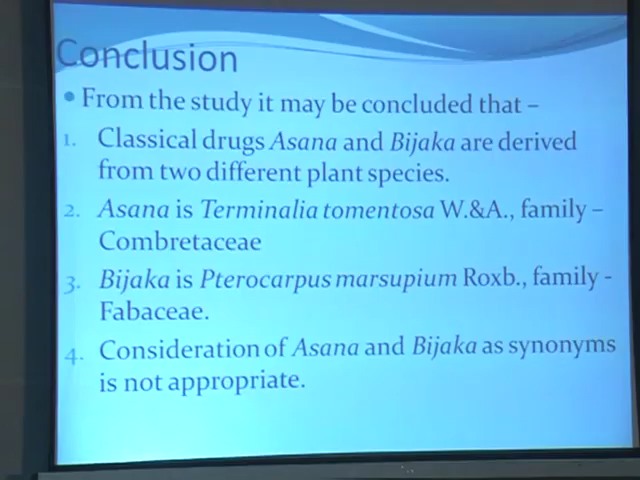 Conclusion
• From the study it may be concluded that –
1. Classical drugs Asana and Bijaka are derived
from two different plant species.
2. Asana is Terminalia tomentosa W.&A., family –
Combretaceae
3. Bijaka is Pterocarpus marsupium Roxb., family -
Fabaceae.
4. Consideration of Asana and Bijaka as synonyms
is not appropriate.